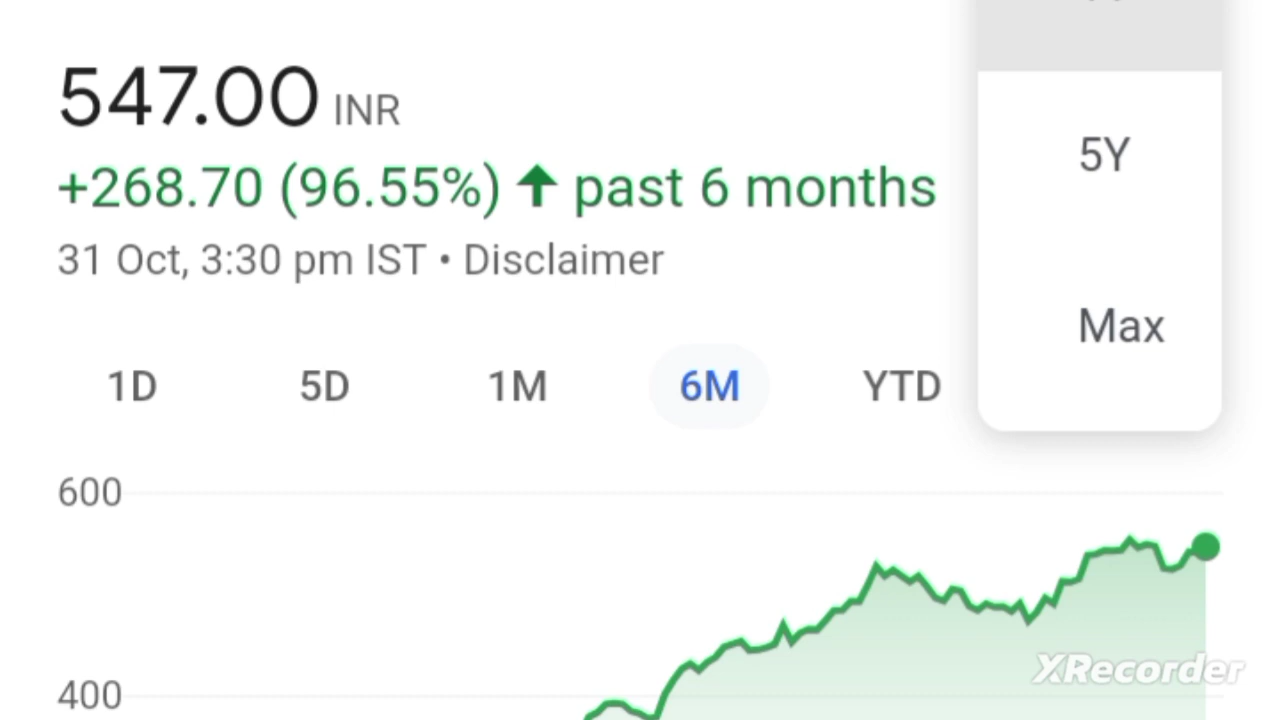 547.00 INR
+268.70 (96.55%) ↑ past 6 months
31 Oct, 3:30 pm IST • Disclaimer
5Y
Max
1D 5D 1M 6M YTD
600
400
XRecorder